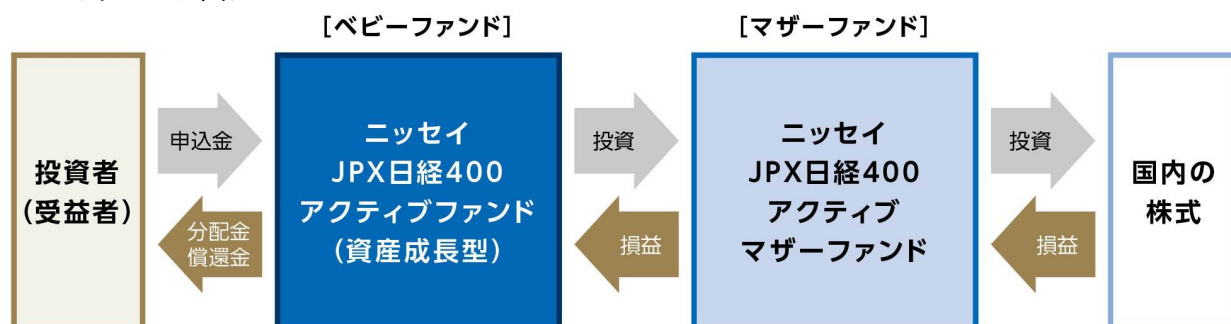 [ベビーファンド]
[マザーファンド]
投資者
(受益者)
申込金
分配金
償還金
ニッセイ
JPX日経400
アクティブファンド
(資産成長型)
投資
損益
ニッセイ
JPX日経400
アクティブ
マザーファンド
投資
損益
国内の
株式